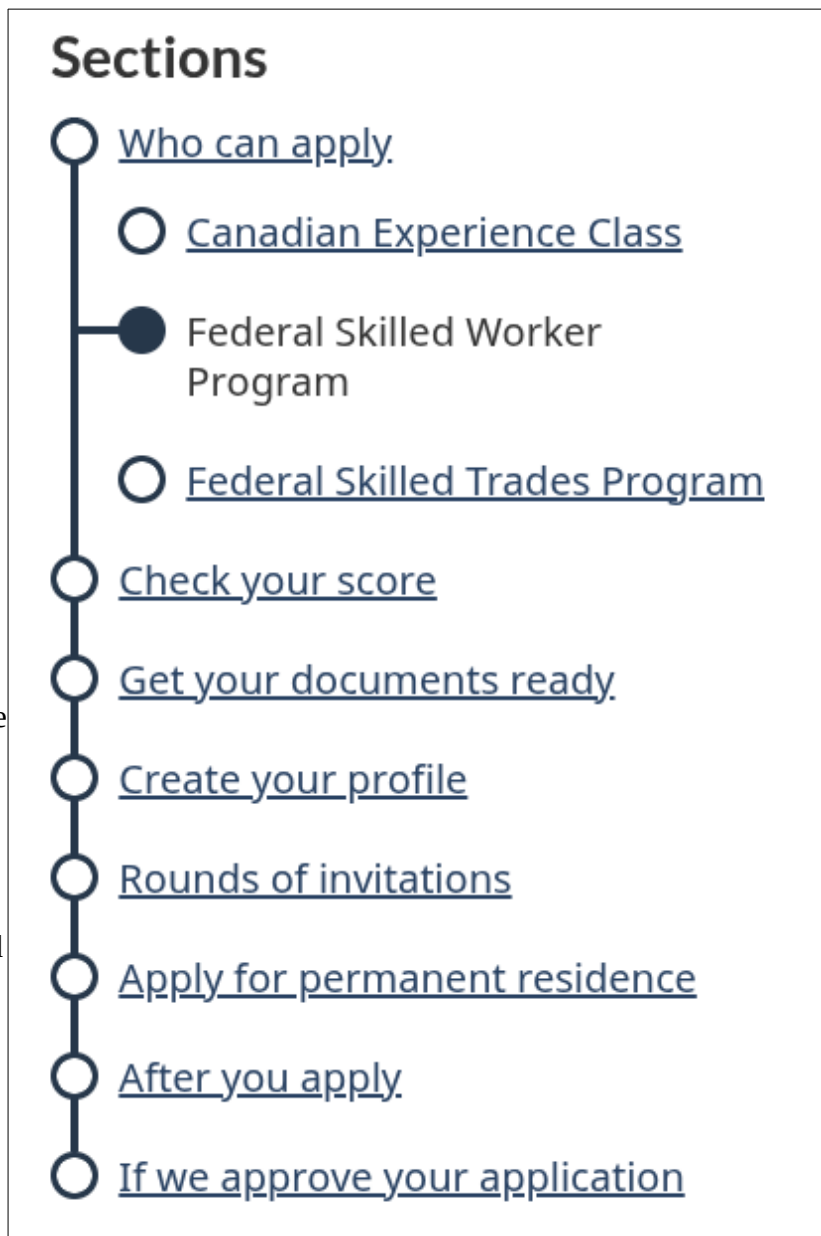 Sections
Who can apply
Canadian Experience Class
Federal Skilled Worker
Program
Federal Skilled Trades Program
Check your score
Get your documents ready
e
Create your profile
Rounds of invitations
Apply for permanent residence
After you apply
If we approve your application